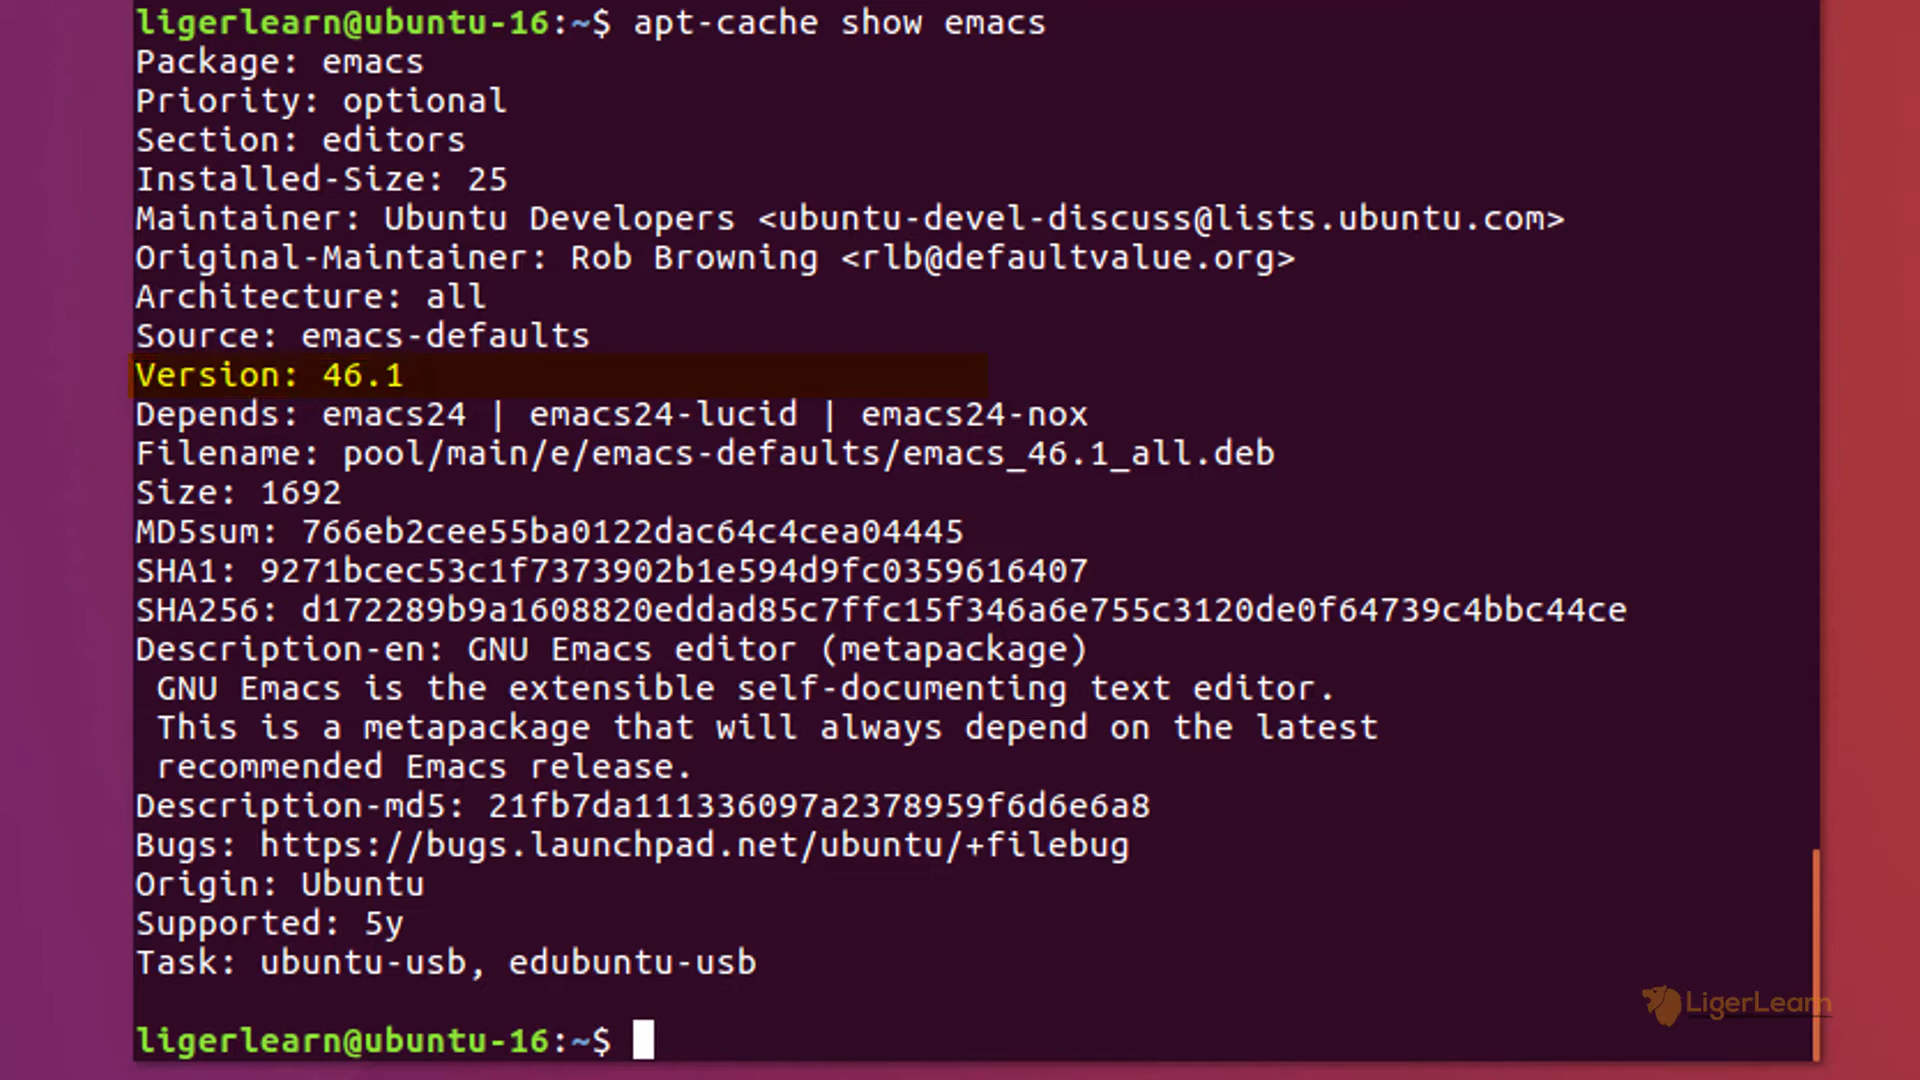 ligerlearn@ubuntu-16:~$ apt-cache show emacs
Package: emacs
Priority: optional
Section: editors
Installed-Size: 25
Maintainer: Ubuntu Developers <ubuntu-devel-discuss@lists.ubuntu.com>
Original-Maintainer: Rob Browning <rlb@defaultvalue.org>
Architecture: all
Source: emacs-defaults
Version: 46.1
Depends: emacs24 | emacs24-lucid | emacs24-nox
Filename: pool/main/e/emacs-defaults/emacs_46.1_all.deb
Size: 1692
MD5sum: 766eb2cee55ba0122dac64c4cea04445
SHA1: 9271bcec53c1f7373902b1e594d9fc0359616407
SHA256: d172289b9a1608820eddad85c7ffc15f346a6e755c3120de0f64739c4bbc44ce
Description-en: GNU Emacs editor (metapackage)
 GNU Emacs is the extensible self-documenting text editor.
 This is a metapackage that will always depend on the latest
 recommended Emacs release.
Description-md5: 21fb7da111336097a2378959f6d6e6a8
Bugs: https://bugs.launchpad.net/ubuntu/+filebug
Origin: Ubuntu
Supported: 5y
Task: ubuntu-usb, edubuntu-usb
LigerLearn
ligerlearn@ubuntu-16:~$